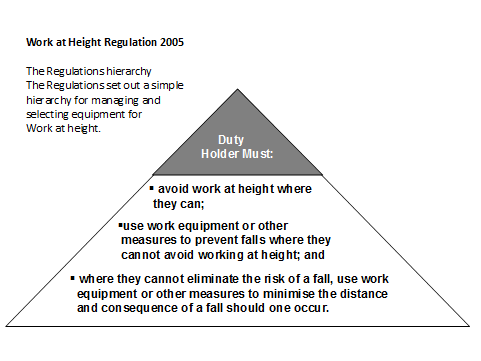 Work at Height Regulation 2005
The Regulations hierarchy
The Regulations set out a simple
hierarchy for managing and
selecting equipment for
Work at height.
Duty
Holder Must:
▪ avoid work at height where
they can;
▪use work equipment or other
measures to prevent falls where they
cannot avoid working at height; and
▪ where they cannot eliminate the risk of a fall, use work
equipment or other measures to minimise the distance
and consequence of a fall should one occur.